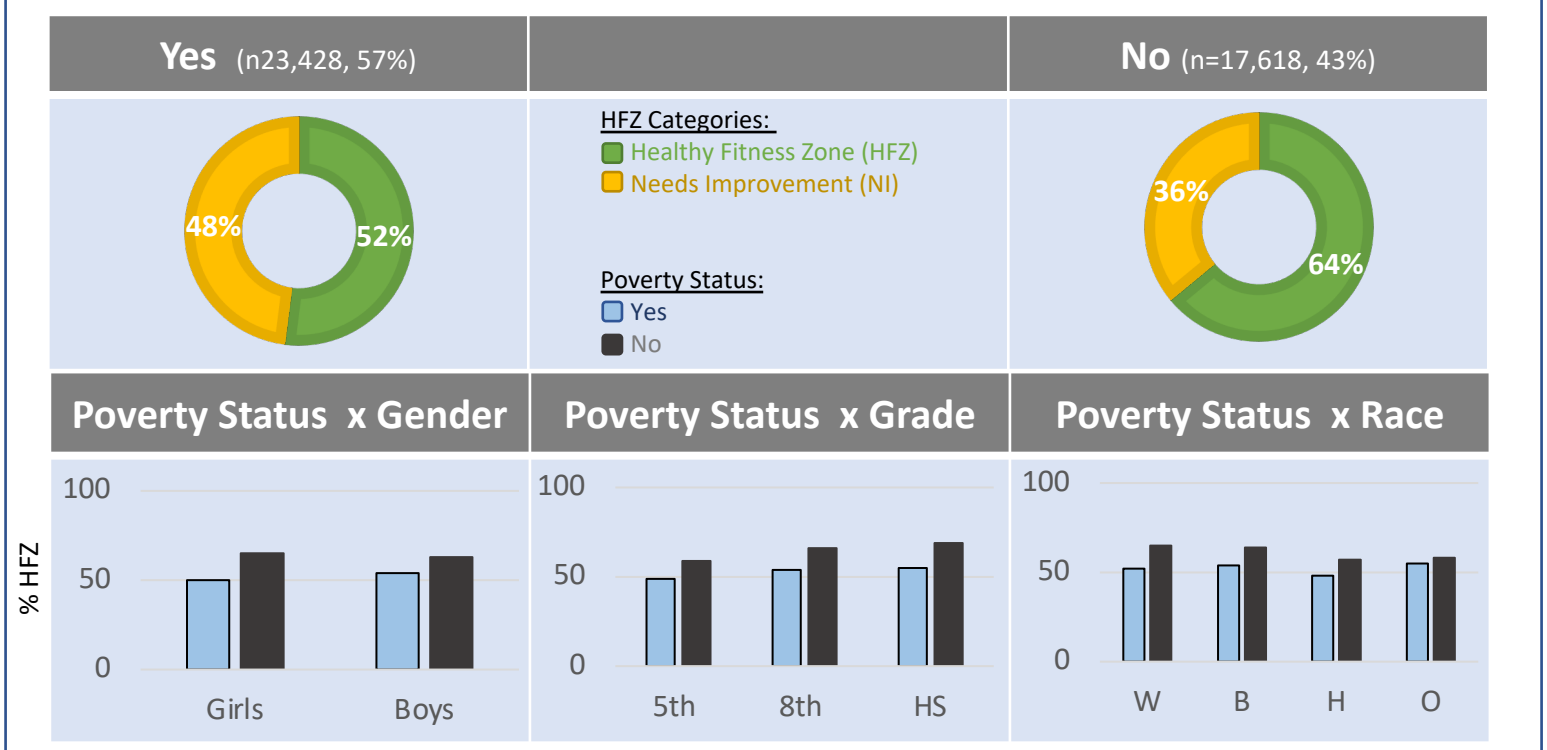 Yes (n23,428, 57%)
No (n=17,618, 43%)
48%
52%
HFZ Categories:
Healthy Fitness Zone (HFZ)
Needs Improvement (NI)
Poverty Status:
Yes
No
36%
64%
Poverty Status x Gender
Poverty Status x Grade
Poverty Status x Race
% HFZ
100
50
0
Girls Boys
100
50
0
5th 8th HS
100
50
0
W B H O